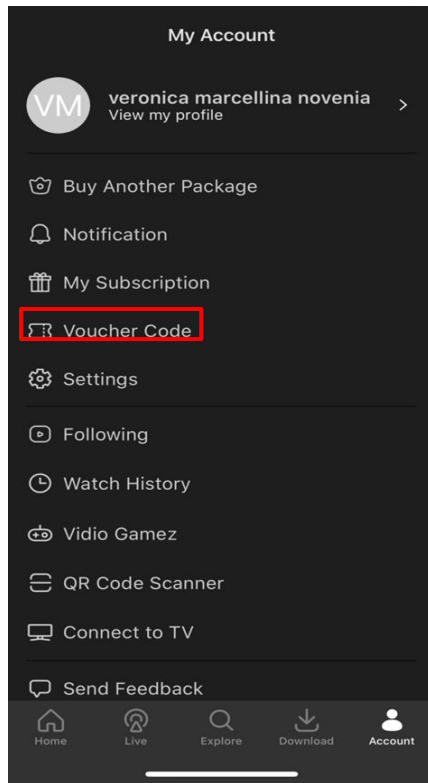 My Account
VM
veronica marcellina novenia
View my profile
Buy Another Package
Notification
My Subscription
Voucher Code
Settings
Following
Watch History
Vidio Gamez
QR Code Scanner
Connect to TV
Send Feedback
Home Live Explore Download Account